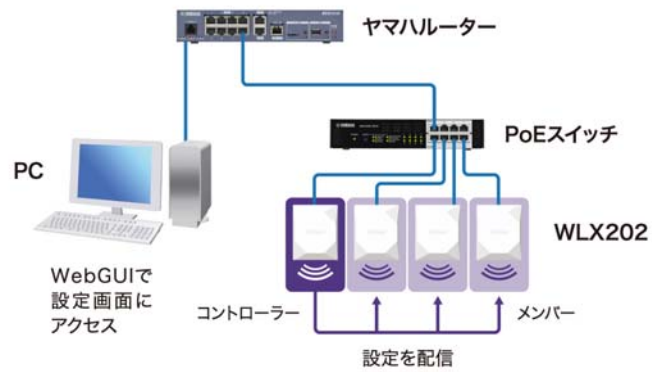 ヤマハルーター
PoEスイッチ
PC
WLX202
WebGUIで
設定画面に
アクセス
コントローラー
メンバー
設定を配信